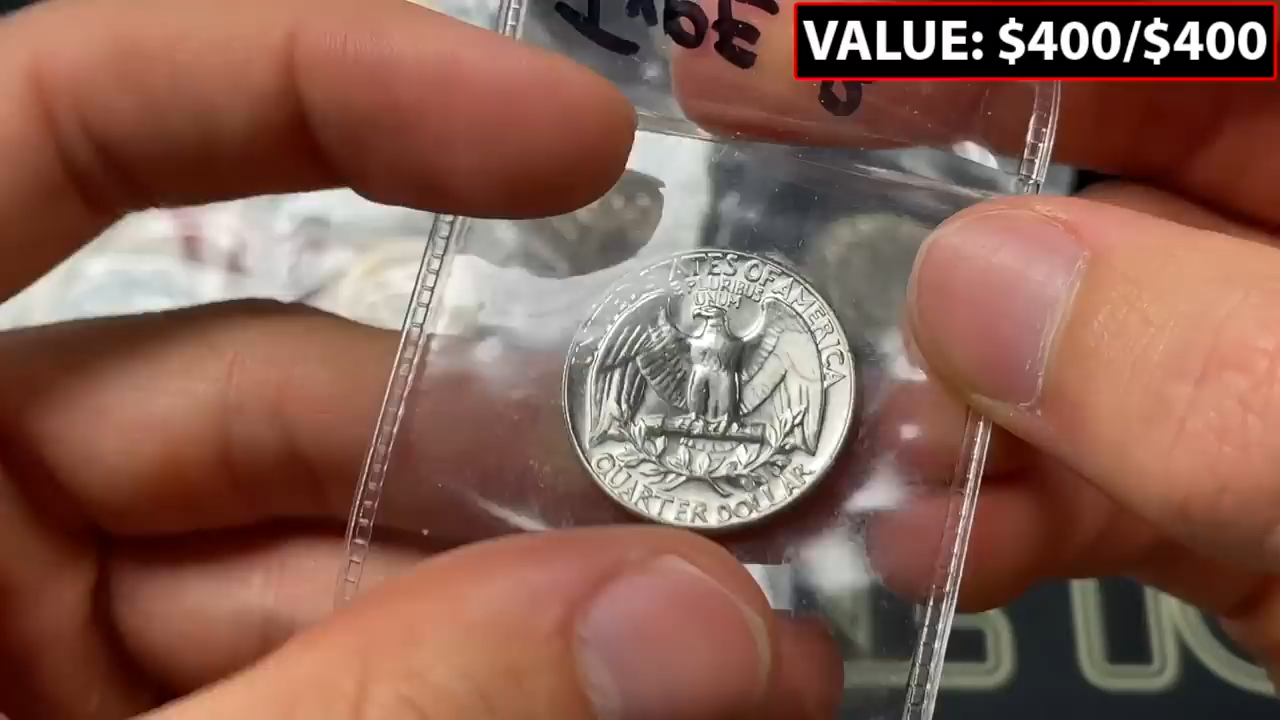 VALUE: $400/$400
ATES OF AMERICA
PLURIBUS
UNUM
QUARTER DOLLAR